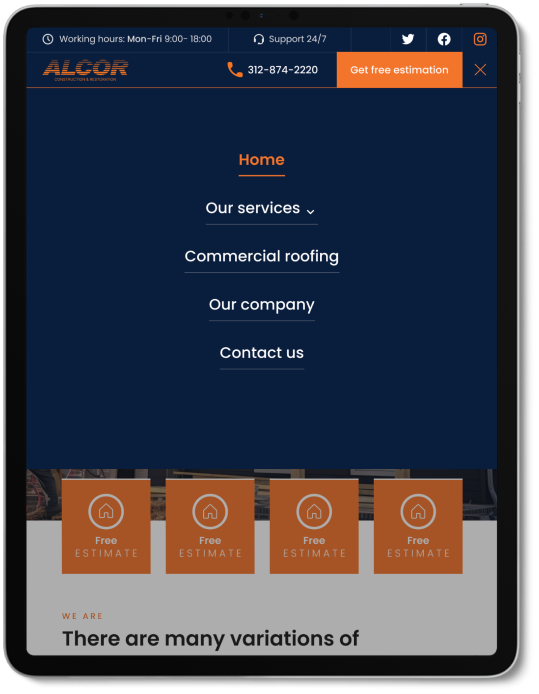 Working hours: Mon-Fri 9:00- 18:00
Support 24/7
ALCOR
CONSTRUCTION & RESTORATION
312-874-2220
Get free estimation
Home
Our services
Commercial roofing
Our company
Contact us
Free
ESTIMATE
Free
ESTIMATE
Free
ESTIMATE
Free
ESTIMATE
WE ARE
There are many variations of